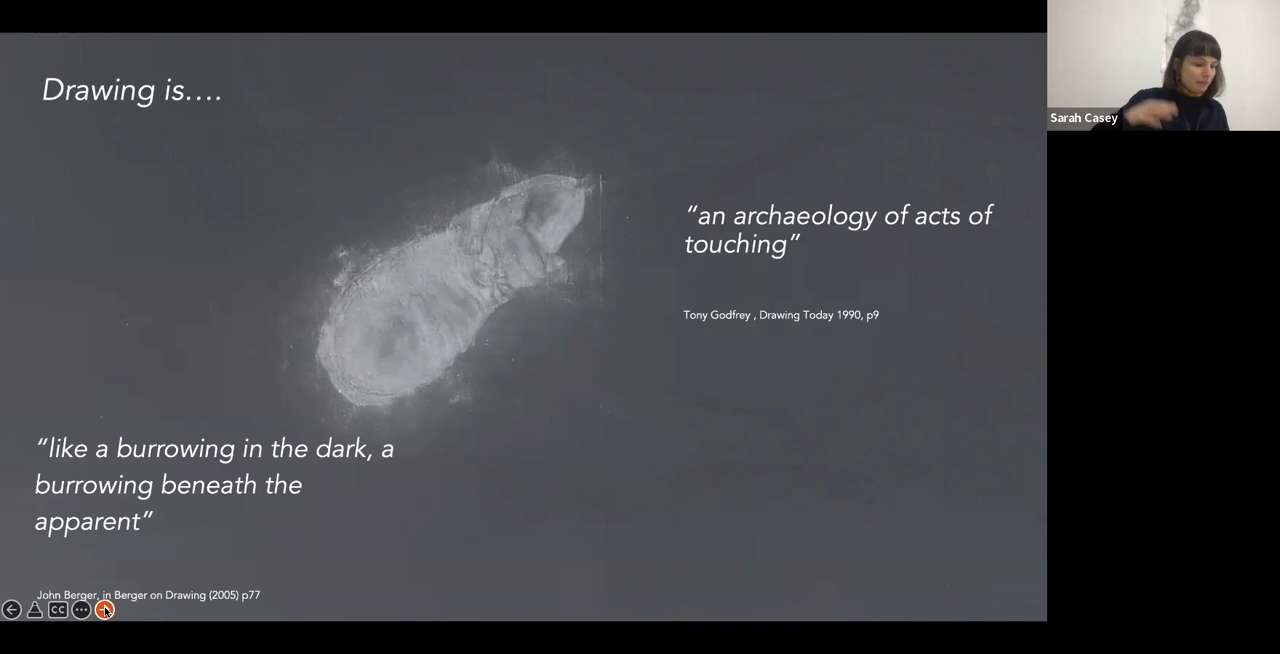 Drawing is....
Sarah Casey
“an archaeology of acts of
touching”
Tony Godfrey , Drawing Today 1990, p9
“like a burrowing in the dark, a
burrowing beneath the
apparent”
John Berger, in Berger on Drawing (2005) p77
CC